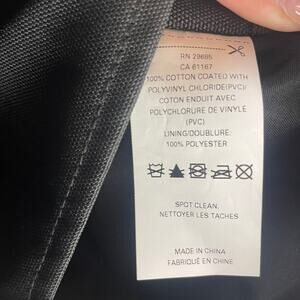 RN 29685
CA 61167
100% COTTON COATED WITH
POLYVINYL CHLORIDE(PVC)/
COTON ENDUIT AVEC
POLYCHLORURE DE VINYLE
(PVC)
LINING/DOUBLURE:
100% POLYESTER
SPOT CLEAN.
NETTOYER LES TACHES
MADE IN CHINA
FABRIQUÉ EN CHINE